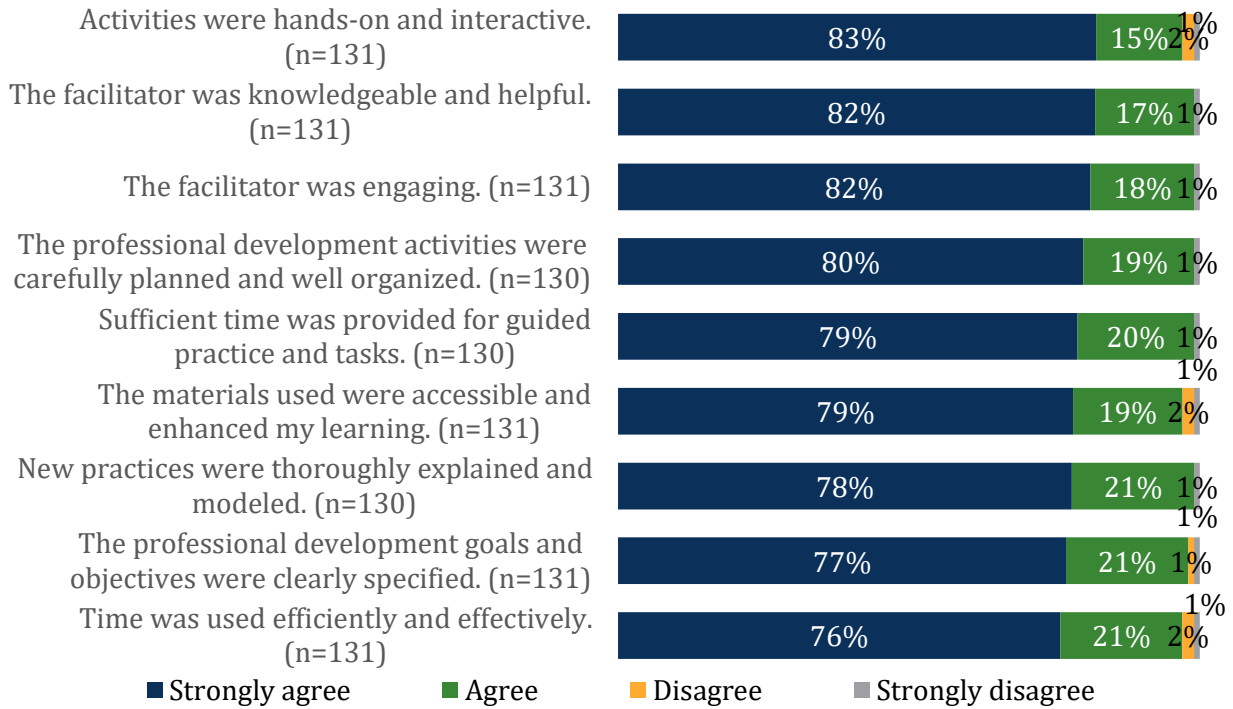 Activities were hands-on and interactive.
(n=131)
83% 15% 2% 1%
The facilitator was knowledgeable and helpful.
(n=131)
82% 17% 1%
The facilitator was engaging. (n=131)
82% 18% 1%
The professional development activities were
carefully planned and well organized. (n=130)
80% 19% 1%
Sufficient time was provided for guided
practice and tasks. (n=130)
79% 20% 1%
The materials used were accessible and
enhanced my learning. (n=131)
79% 19% 2% 1%
New practices were thoroughly explained and
modeled. (n=130)
78% 21% 1%
The professional development goals and
objectives were clearly specified. (n=131)
77% 21% 1% 1%
Time was used efficiently and effectively.
(n=131)
76% 21% 2% 1%
Strongly agree Agree Disagree Strongly disagree